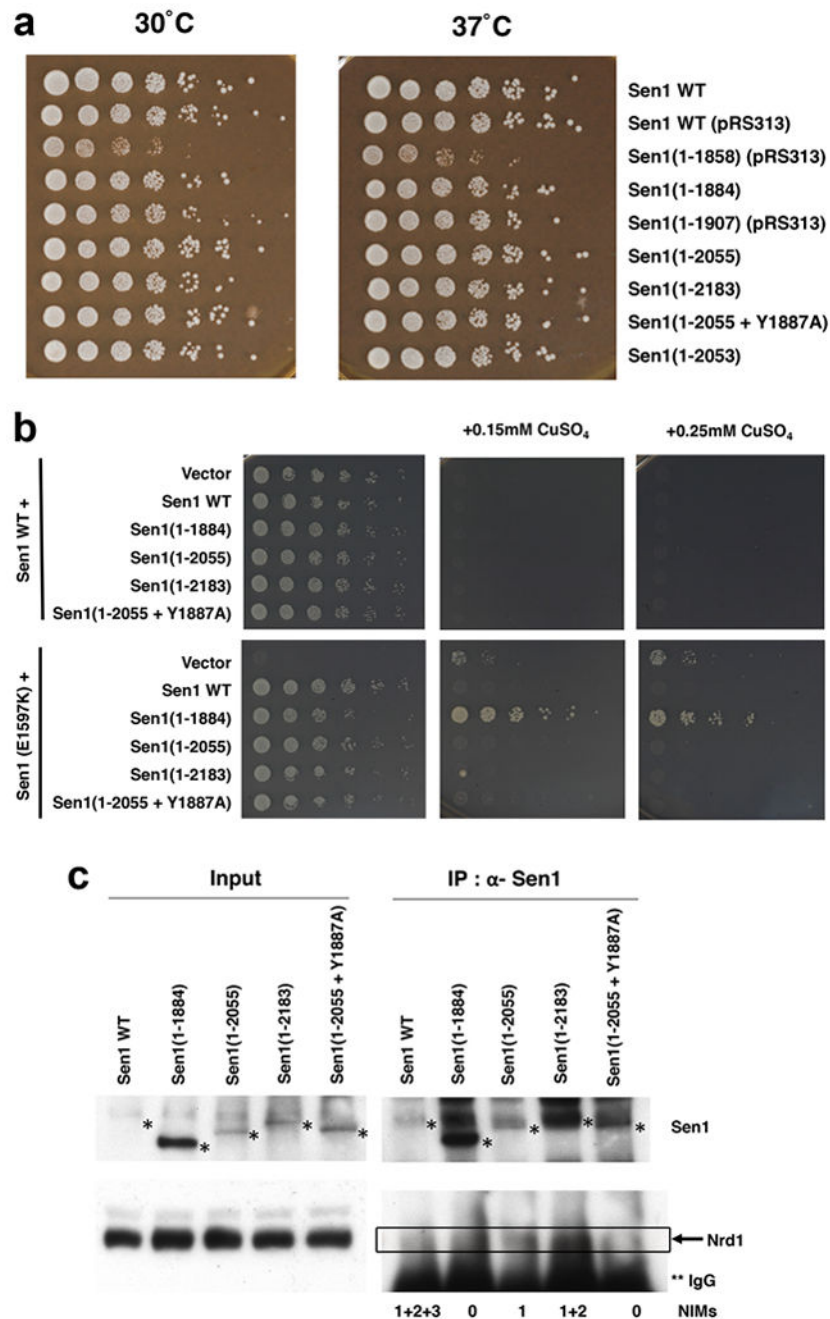 a
30°C
37°C
Sen1 WT
Sen1 WT (pRS313)
Sen1(1-1858) (pRS313)
Sen1(1-1884)
Sen1(1-1907) (pRS313)
Sen1(1-2055)
Sen1(1-2183)
Sen1(1-2055 + Y1887A)
Sen1(1-2053)
b
+0.15mM CuSO₄
+0.25mM CuSO₄
Sen1 WT +
Vector
Sen1 WT
Sen1(1-1884)
Sen1(1-2055)
Sen1(1-2183)
Sen1(1-2055 + Y1887A)
Sen1 (E1597K) +
Vector
Sen1 WT
Sen1(1-1884)
Sen1(1-2055)
Sen1(1-2183)
Sen1(1-2055 + Y1887A)
c
Input
IP : α- Sen1
Sen1 WT
Sen1(1-1884)
Sen1(1-2055)
Sen1(1-2183)
Sen1(1-2055 + Y1887A)
Sen1 WT
Sen1(1-1884)
Sen1(1-2055)
Sen1(1-2183)
Sen1(1-2055 + Y1887A)
* * * * *
* * * * *
Sen1
Nrd1
** IgG
1+2+3 0 1 1+2 0 NIMs